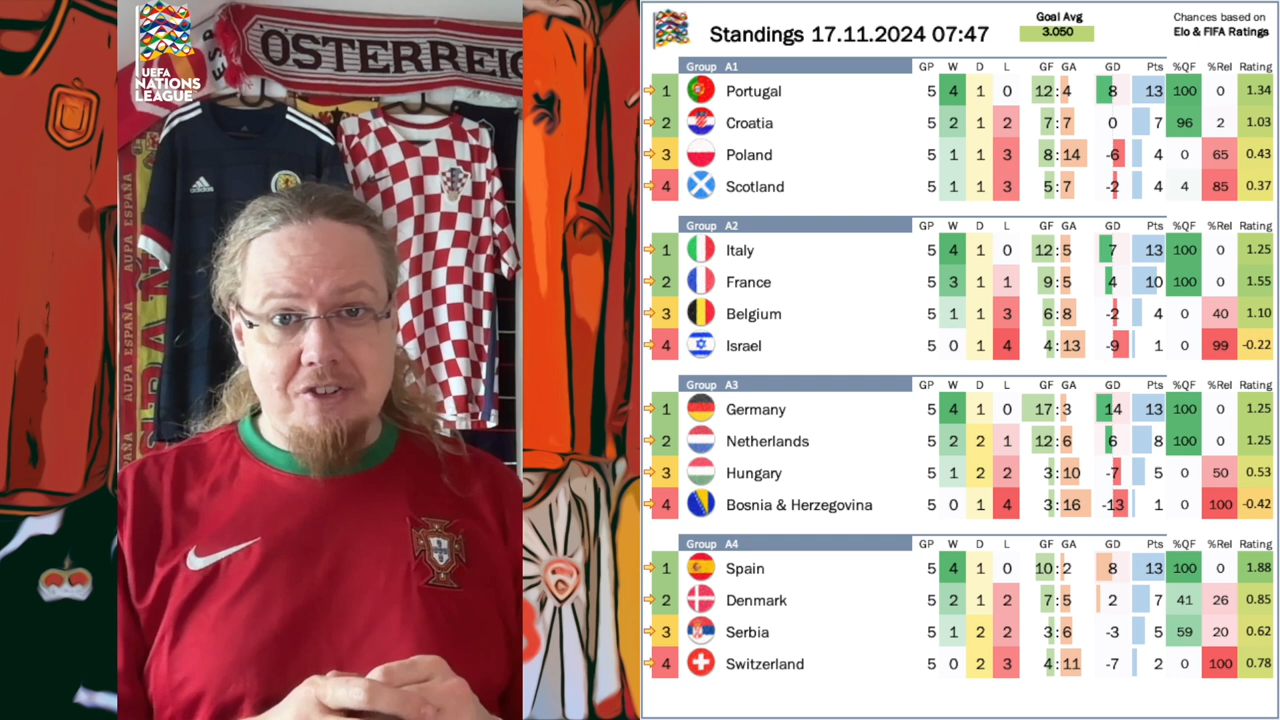 UEFA
NATIONS
LEAGUE
ÖSTERREIC
ESP
AUPA ESPAÑA
AUPA ESPAÑA
adidas
Standings 17.11.2024 07:47
Goal Avg
3.050
Chances based on
Elo & FIFA Ratings
Group A1 GP W D L GF GA GD Pts %QF %Rel Rating
1 Portugal 5 4 1 0 12:4 8 13 100 0 1.34
2 Croatia 5 2 1 2 7:7 0 7 96 2 1.03
3 Poland 5 1 1 3 8:14 -6 4 0 65 0.43
4 Scotland 5 1 1 3 5:7 -2 4 4 85 0.37
Group A2 GP W D L GF GA GD Pts %QF %Rel Rating
1 Italy 5 4 1 0 12:5 7 13 100 0 1.25
2 France 5 3 1 1 9:5 4 10 100 0 1.55
3 Belgium 5 1 1 3 6:8 -2 4 0 40 1.10
4 Israel 5 0 1 4 4:13 -9 1 0 99 -0.22
Group A3 GP W D L GF GA GD Pts %QF %Rel Rating
1 Germany 5 4 1 0 17:3 14 13 100 0 1.25
2 Netherlands 5 2 2 1 12:6 6 8 100 0 1.25
3 Hungary 5 1 2 2 3:10 -7 5 0 50 0.53
4 Bosnia & Herzegovina 5 0 1 4 3:16 -13 1 0 100 -0.42
Group A4 GP W D L GF GA GD Pts %QF %Rel Rating
1 Spain 5 4 1 0 10:2 8 13 100 0 1.88
2 Denmark 5 2 1 2 7:5 2 7 41 26 0.85
3 Serbia 5 1 2 2 3:6 -3 5 59 20 0.62
4 Switzerland 5 0 2 3 4:11 -7 2 0 100 0.78